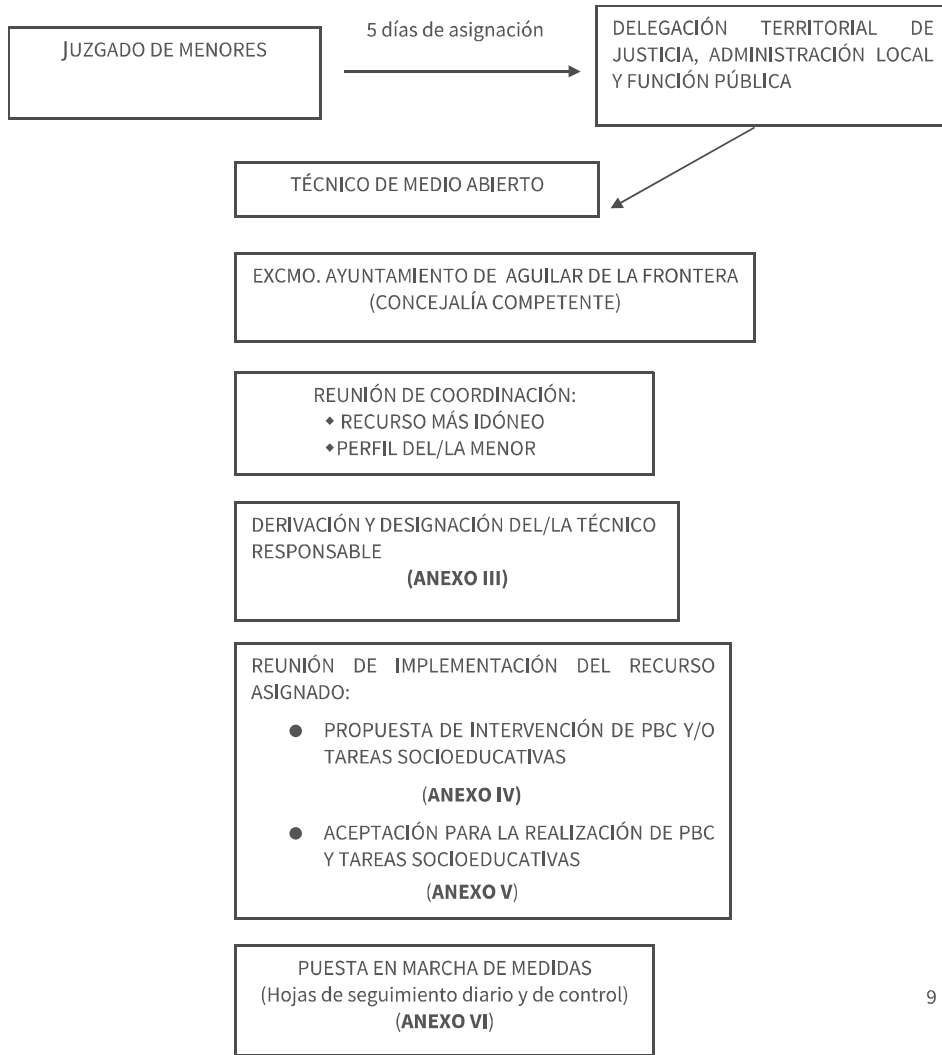 JUZGADO DE MENORES
5 días de asignación
DELEGACIÓN TERRITORIAL DE
JUSTICIA, ADMINISTRACIÓN LOCAL
Y FUNCIÓN PÚBLICA
TÉCNICO DE MEDIO ABIERTO
EXCMO. AYUNTAMIENTO DE AGUILAR DE LA FRONTERA
(CONCEJALÍA COMPETENTE)
REUNIÓN DE COORDINACIÓN:
◆ RECURSO MÁS IDÓNEO
◆PERFIL DEL/LA MENOR
DERIVACIÓN Y DESIGNACIÓN DEL/LA TÉCNICO
RESPONSABLE
(ANEXO III)
REUNIÓN DE IMPLEMENTACIÓN DEL RECURSO
ASIGNADO:
● PROPUESTA DE INTERVENCIÓN DE PBC Y/O
TAREAS SOCIOEDUCATIVAS
(ANEXO IV)
● ACEPTACIÓN PARA LA REALIZACIÓN DE PBC
Y TAREAS SOCIOEDUCATIVAS
(ANEXO V)
PUESTA EN MARCHA DE MEDIDAS
(Hojas de seguimiento diario y de control)
(ANEXO VI)
9